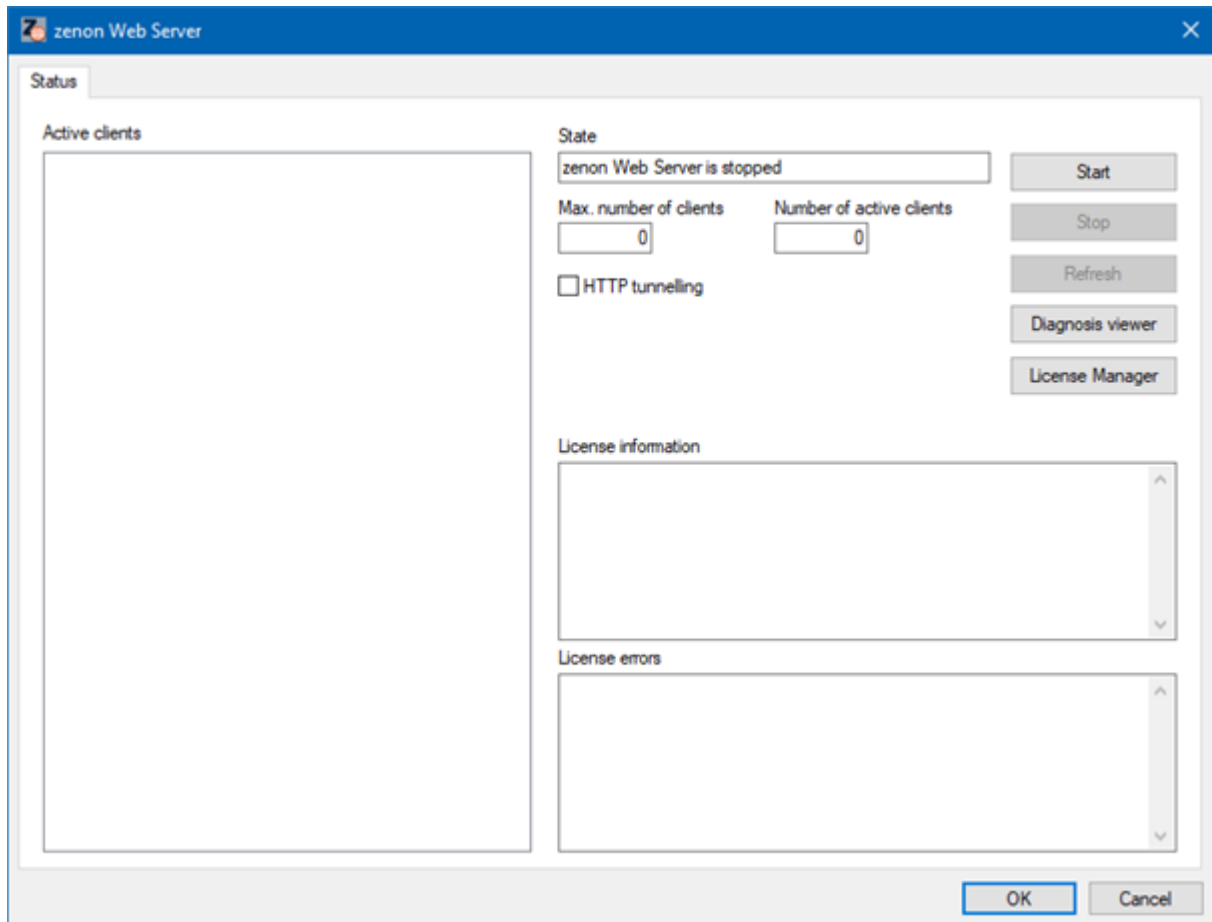 zenon Web Server
Status
Active clients
State
zenon Web Server is stopped
Start
Max. number of clients
Number of active clients
0
0
Stop
HTTP tunnelling
Refresh
Diagnosis viewer
License Manager
License information
License errors
OK
Cancel